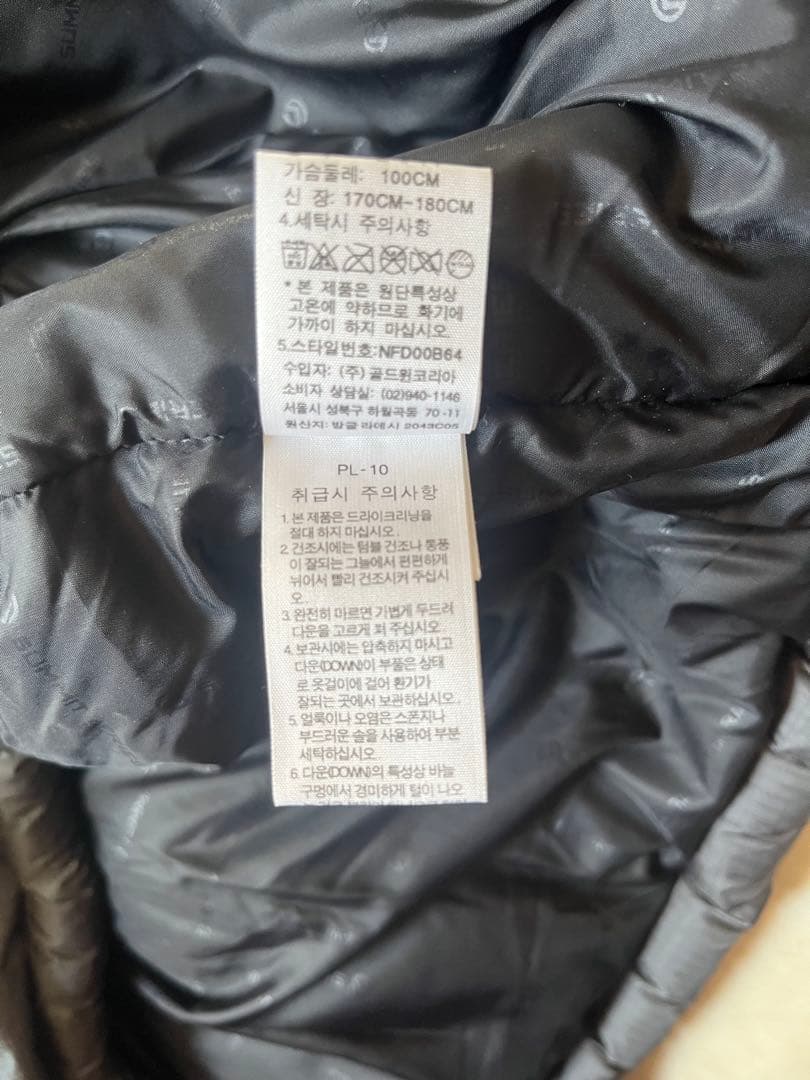 가슴둘레: 100CM
신 장: 170CM~180CM
4.세탁시 주의사항
* 본 제품은 원단특성상
고온에 약하므로 화기에
가까이 하지 마십시오.
5.스타일번호:NFD00B64
수입자: (주) 골드윈코리아
소비자 상담실: (02)940-1146
서울시 성북구 하월곡동 70-11
원산지: 방글라데시 2043C05
PL-10
취급시 주의사항
1.본 제품은 드라이크리닝을
절대 하지 마십시오.
2.건조시에는 텀블 건조나 통풍
이 잘되는 그늘에서 편편하게
뉘어서 빨리 건조시켜 주십시
오.
3.완전히 마르면 가볍게 두드려
다운을 고르게 펴 주십시오.
4.보관시에는 압축하지 마시고
다운(DOWN)이 부풀은 상태
로 옷걸이에 걸어 환기가
잘되는 곳에서 보관하십시오.
5.얼룩이나 오염은 스폰지나
부드러운 솔을 사용하여 부분
세탁하십시오.
6.다운(DOWN)의 특성상 바늘
구멍에서 경미하게 털이 나오
SUMM